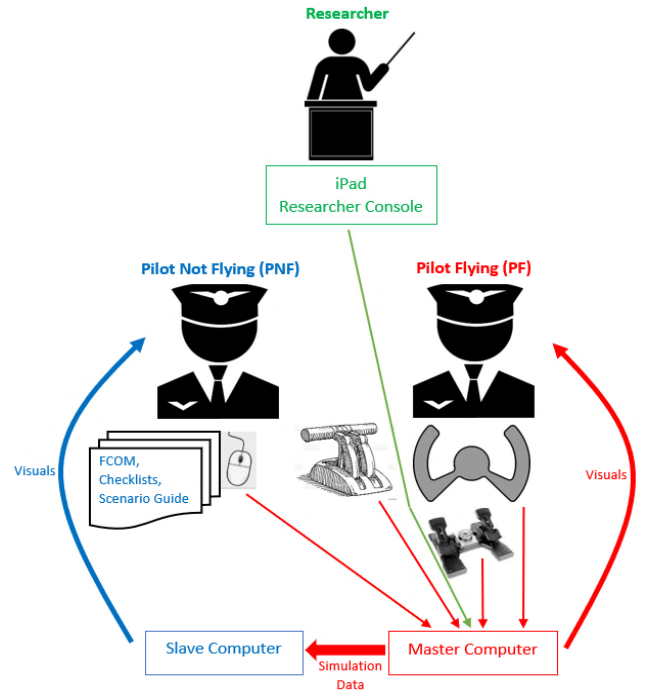 Researcher
iPad
Researcher Console
Pilot Not Flying (PNF)
Pilot Flying (PF)
FCOM,
Checklists,
Scenario Guide
Visuals
Visuals
Slave Computer
Master Computer
Simulation
Data